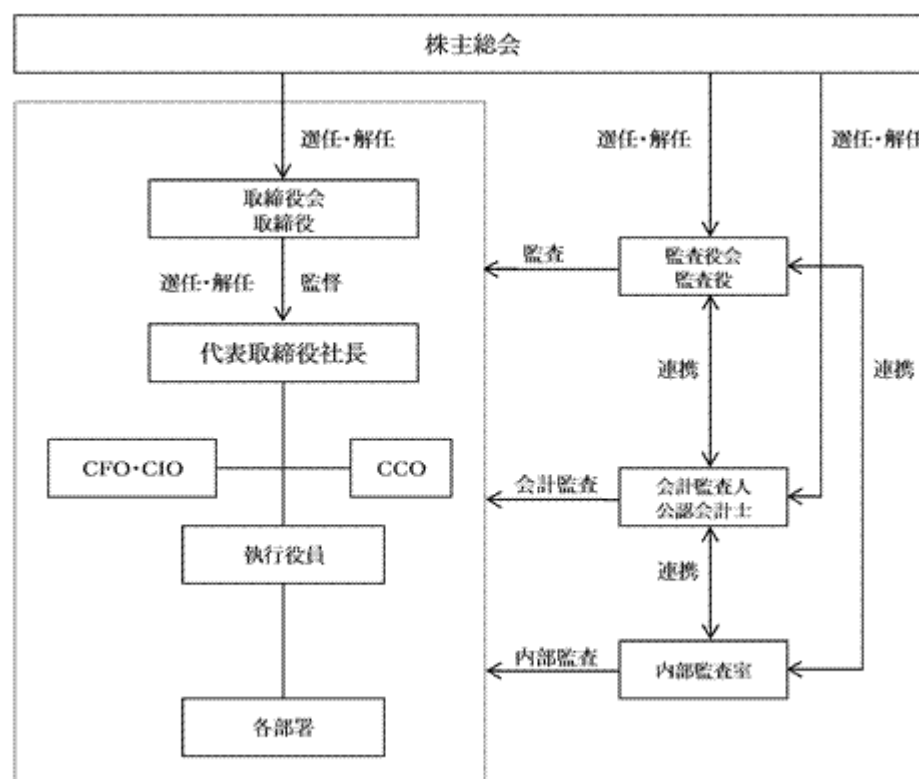 株主総会
選任・解任
選任・解任
選任・解任
取締役会
取締役
監査
監査役会
監査役
選任・解任
監督
代表取締役社長
連携
連携
CFO・CIO
CCO
会計監査
会計監査人
公認会計士
執行役員
連携
内部監査
内部監査室
各部署